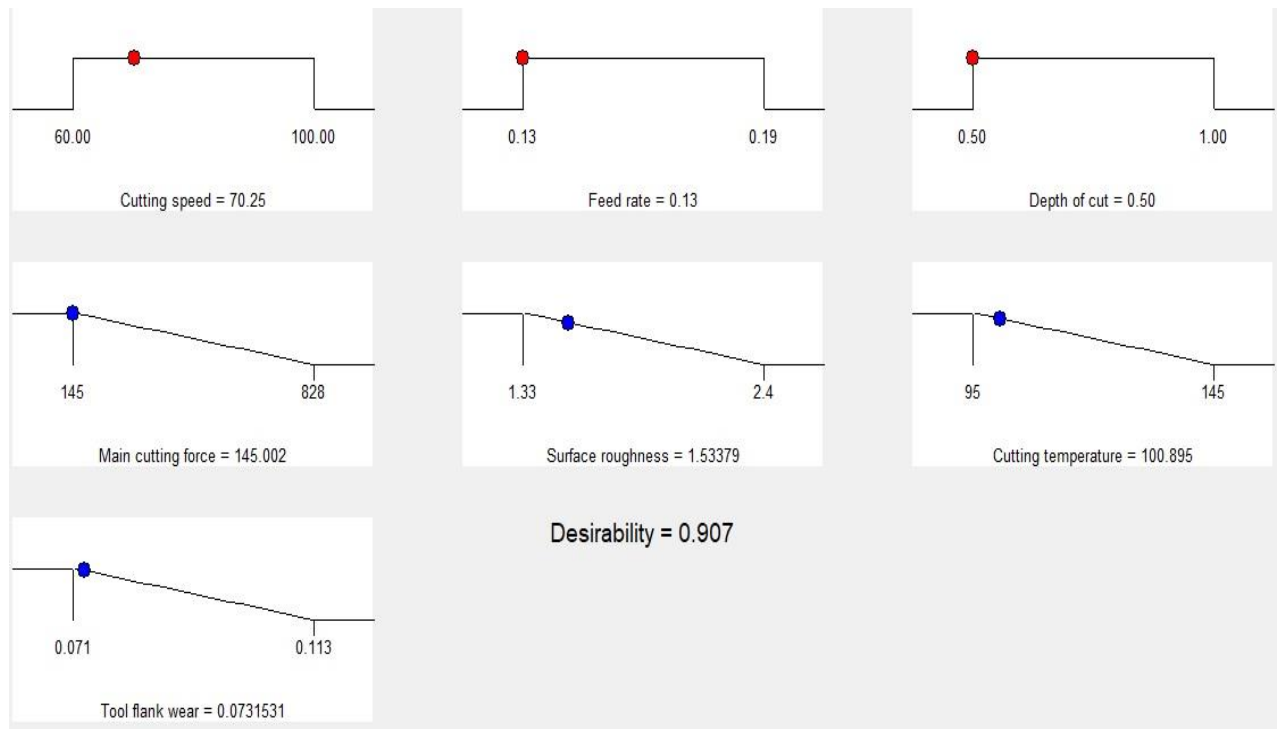 60.00 100.00
Cutting speed = 70.25
0.13 0.19
Feed rate = 0.13
0.50 1.00
Depth of cut = 0.50
145 828
Main cutting force = 145.002
1.33 2.4
Surface roughness = 1.53379
95 145
Cutting temperature = 100.895
0.071 0.113
Tool flank wear = 0.0731531
Desirability = 0.907